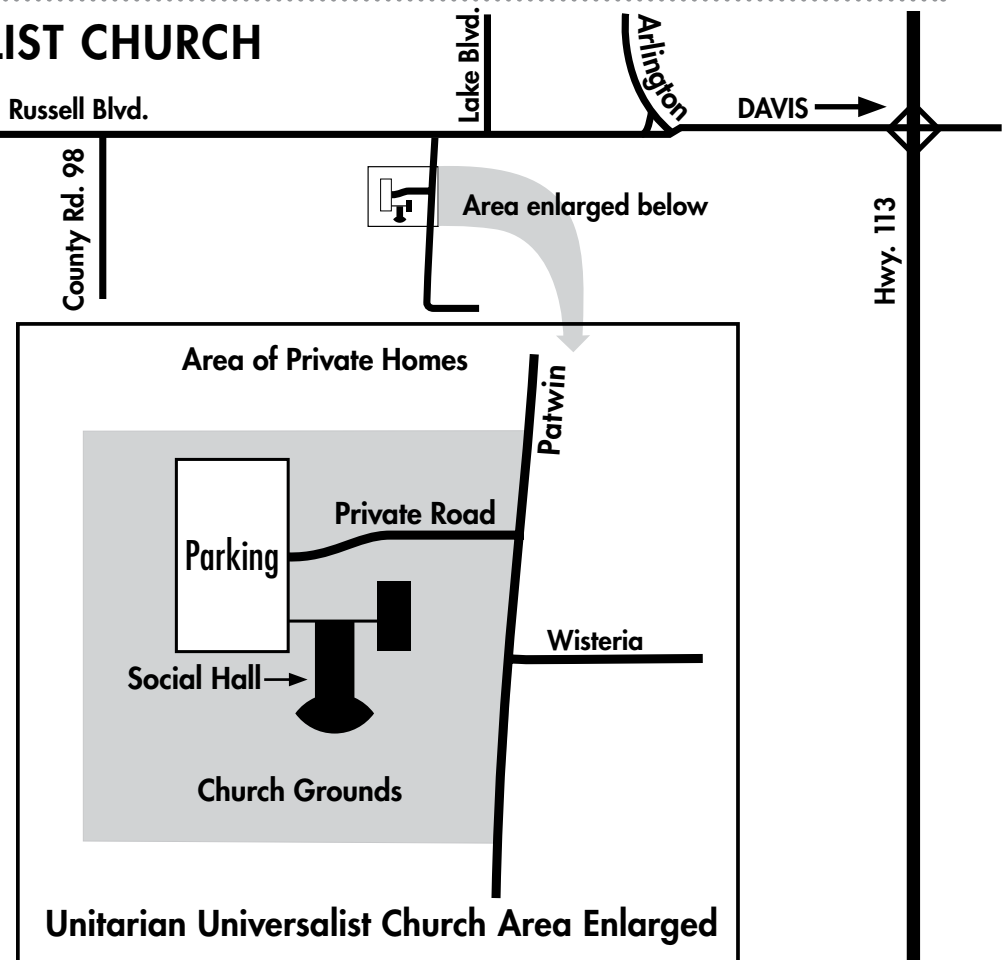 LIST CHURCH
Lake Blvd.
Arlington
Russell Blvd.
DAVIS
County Rd. 98
Area enlarged below
Hwy. 113
Area of Private Homes
Patwin
Private Road
Parking
Wisteria
Social Hall
Church Grounds
Unitarian Universalist Church Area Enlarged